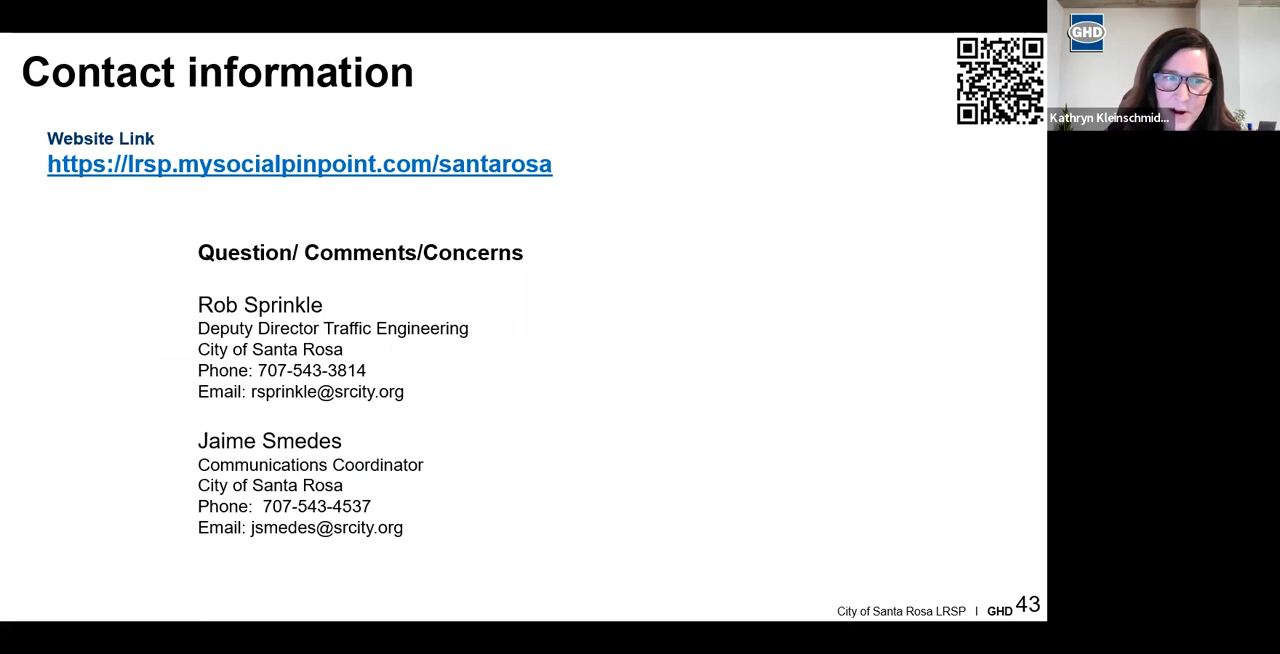 Contact information
Website Link
https://lrsp.mysocialpinpoint.com/santarosa
Question/ Comments/Concerns
Rob Sprinkle
Deputy Director Traffic Engineering
City of Santa Rosa
Phone: 707-543-3814
Email: rsprinkle@srcity.org
Jaime Smedes
Communications Coordinator
City of Santa Rosa
Phone:  707-543-4537
Email: jsmedes@srcity.org
City of Santa Rosa LRSP | GHD 43
GHD
Kathryn Kleinschmid...